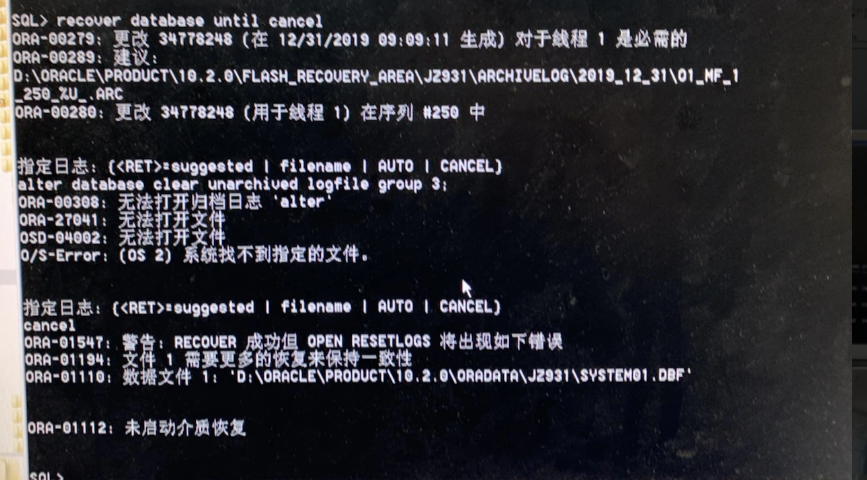 SQL> recover database until cancel
ORA-00279: 更改 34778248 (在 12/31/2019 09:09:11 生成) 对于线程 1 是必需的
ORA-00289: 建议:
D:\ORACLE\PRODUCT\10.2.0\FLASH_RECOVERY_AREA\JZ931\ARCHIVELOG\2019_12_31\O1_MF_1
_250_%U_.ARC
ORA-00280: 更改 34778248 (用于线程 1) 在序列 #250 中
指定日志: {<RET>=suggested | filename | AUTO | CANCEL}
alter database clear unarchived logfile group 3;
ORA-00308: 无法打开归档日志 'alter'
ORA-27041: 无法打开文件
OSD-04002: 无法打开文件
O/S-Error: (OS 2) 系统找不到指定的文件。
指定日志: {<RET>=suggested | filename | AUTO | CANCEL}
cancel
ORA-01547: 警告: RECOVER 成功但 OPEN RESETLOGS 将出现如下错误
ORA-01194: 文件 1 需要更多的恢复来保持一致性
ORA-01110: 数据文件 1: 'D:\ORACLE\PRODUCT\10.2.0\ORADATA\JZ931\SYSTEM01.DBF'
ORA-01112: 未启动介质恢复
SQL>